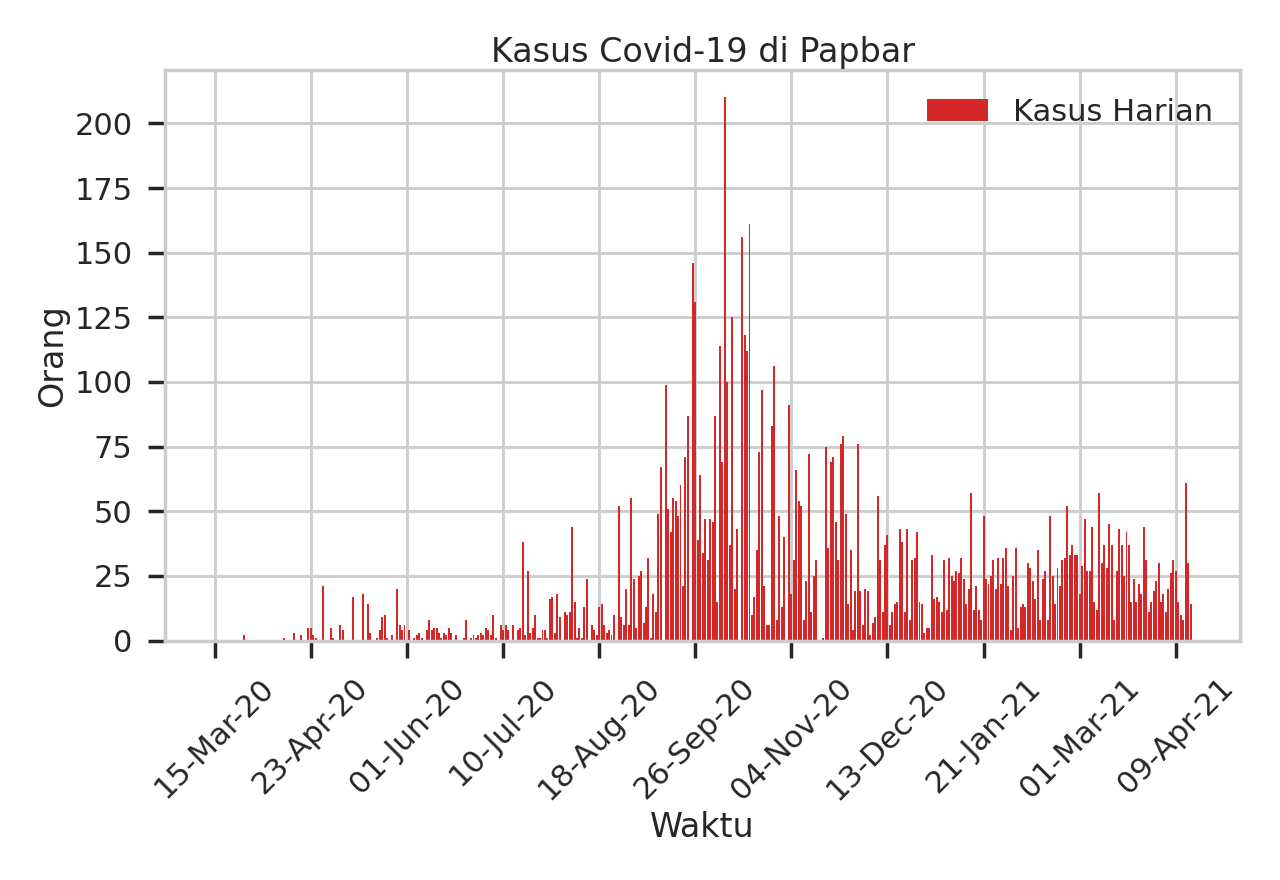 Kasus Covid-19 di Papbar
Kasus Harian
Orang
200
175
150
125
100
75
50
25
0
15-Mar-20
23-Apr-20
01-Jun-20
10-Jul-20
18-Aug-20
26-Sep-20
04-Nov-20
13-Dec-20
21-Jan-21
01-Mar-21
09-Apr-21
Waktu